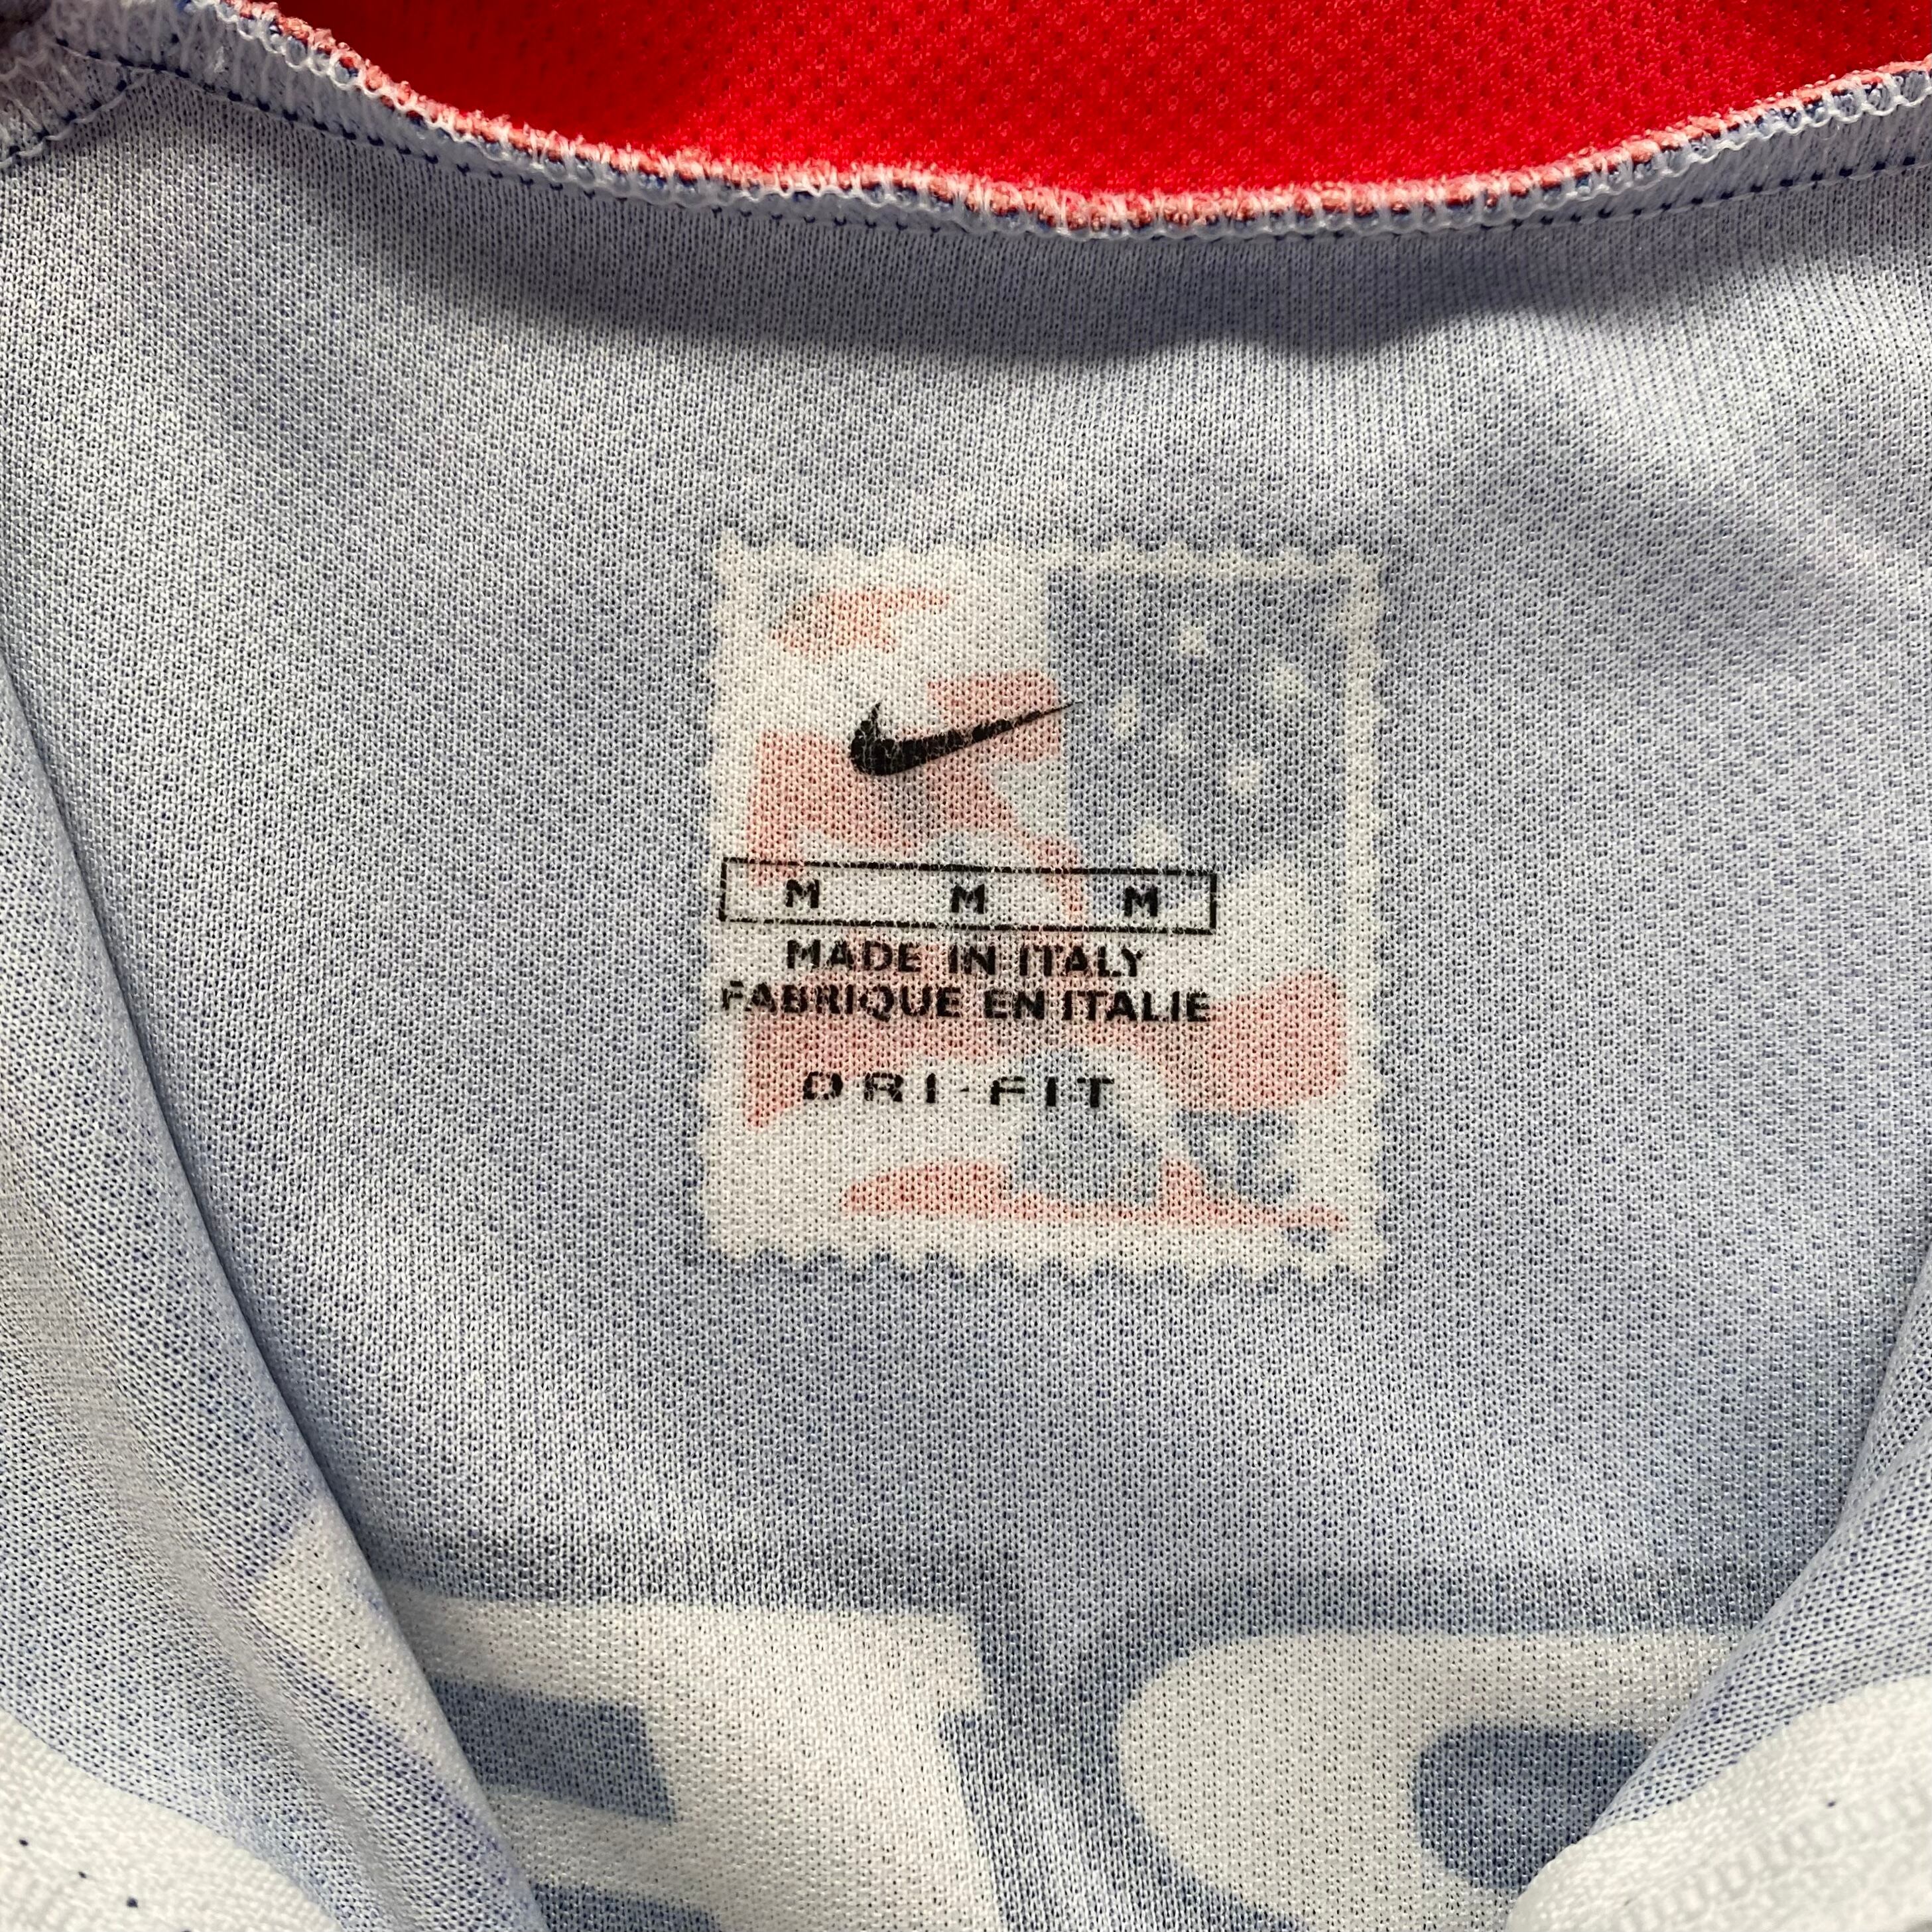 M M M
MADE IN ITALY
FABRIQUE EN ITALIE
DRI-FIT